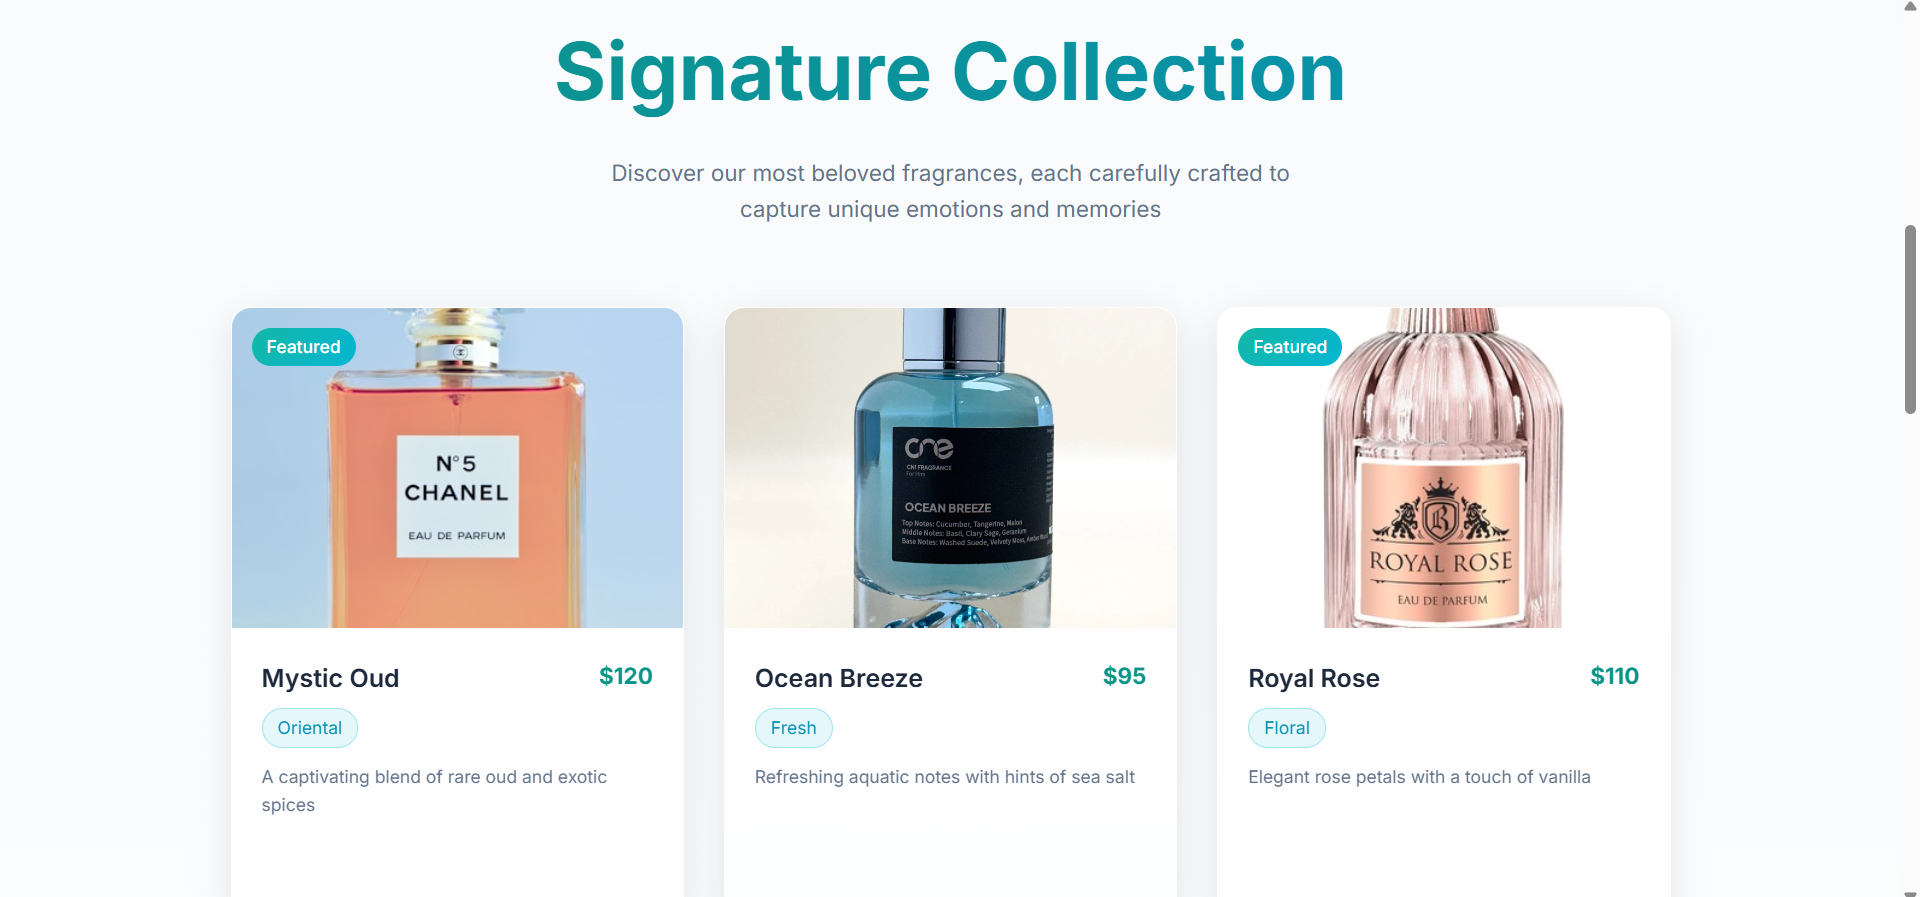 Signature Collection
Discover our most beloved fragrances, each carefully crafted to
capture unique emotions and memories
Featured
N°5
CHANEL
EAU DE PARFUM
Mystic Oud
$120
Oriental
A captivating blend of rare oud and exotic
spices
cne
CN1 FRAGRANCE
For Him
OCEAN BREEZE
Top Notes: Cucumber, Tangerine, Melon
Middle Notes: Basil, Clary Sage, Geranium
Base Notes: Washed Suede, Velvety Moss, Amber
Ocean Breeze
$95
Fresh
Refreshing aquatic notes with hints of sea salt
Featured
R
ROYAL ROSE
EAU DE PARFUM
Royal Rose
$110
Floral
Elegant rose petals with a touch of vanilla